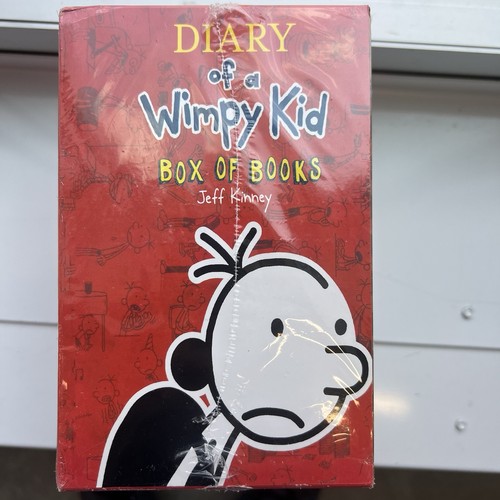 DIARY
of a
Wimpy Kid
BOX OF BOOKS
Jeff Kinney